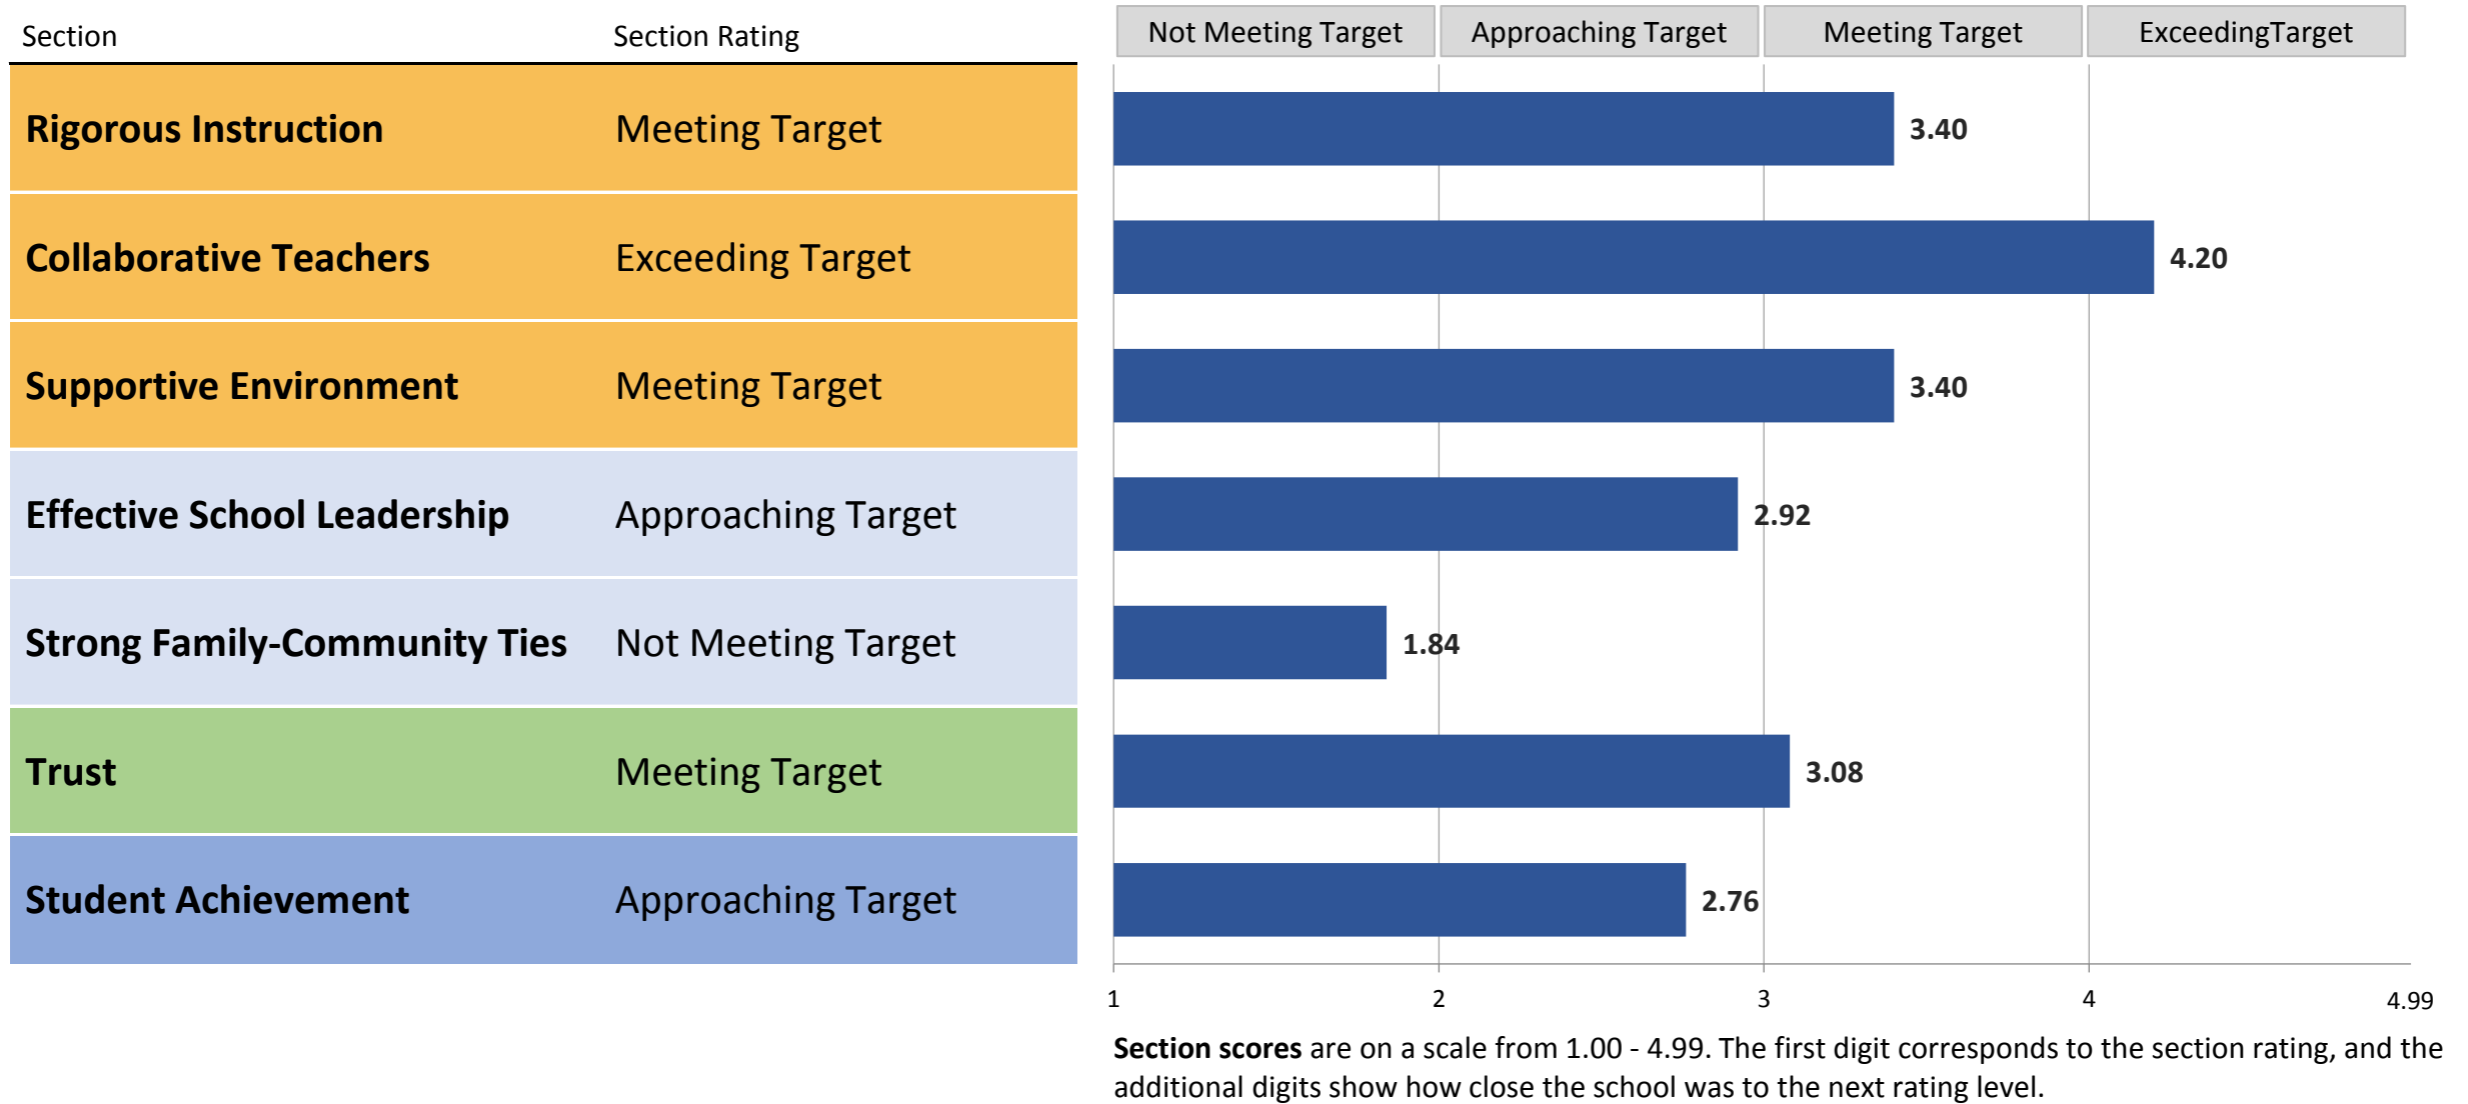 Section Section Rating Not Meeting Target Approaching Target Meeting Target ExceedingTarget
Rigorous Instruction Meeting Target 3.40
Collaborative Teachers Exceeding Target 4.20
Supportive Environment Meeting Target 3.40
Effective School Leadership Approaching Target 2.92
Strong Family-Community Ties Not Meeting Target 1.84
Trust Meeting Target 3.08
Student Achievement Approaching Target 2.76
1 2 3 4 4.99
Section scores are on a scale from 1.00 - 4.99. The first digit corresponds to the section rating, and the
additional digits show how close the school was to the next rating level.